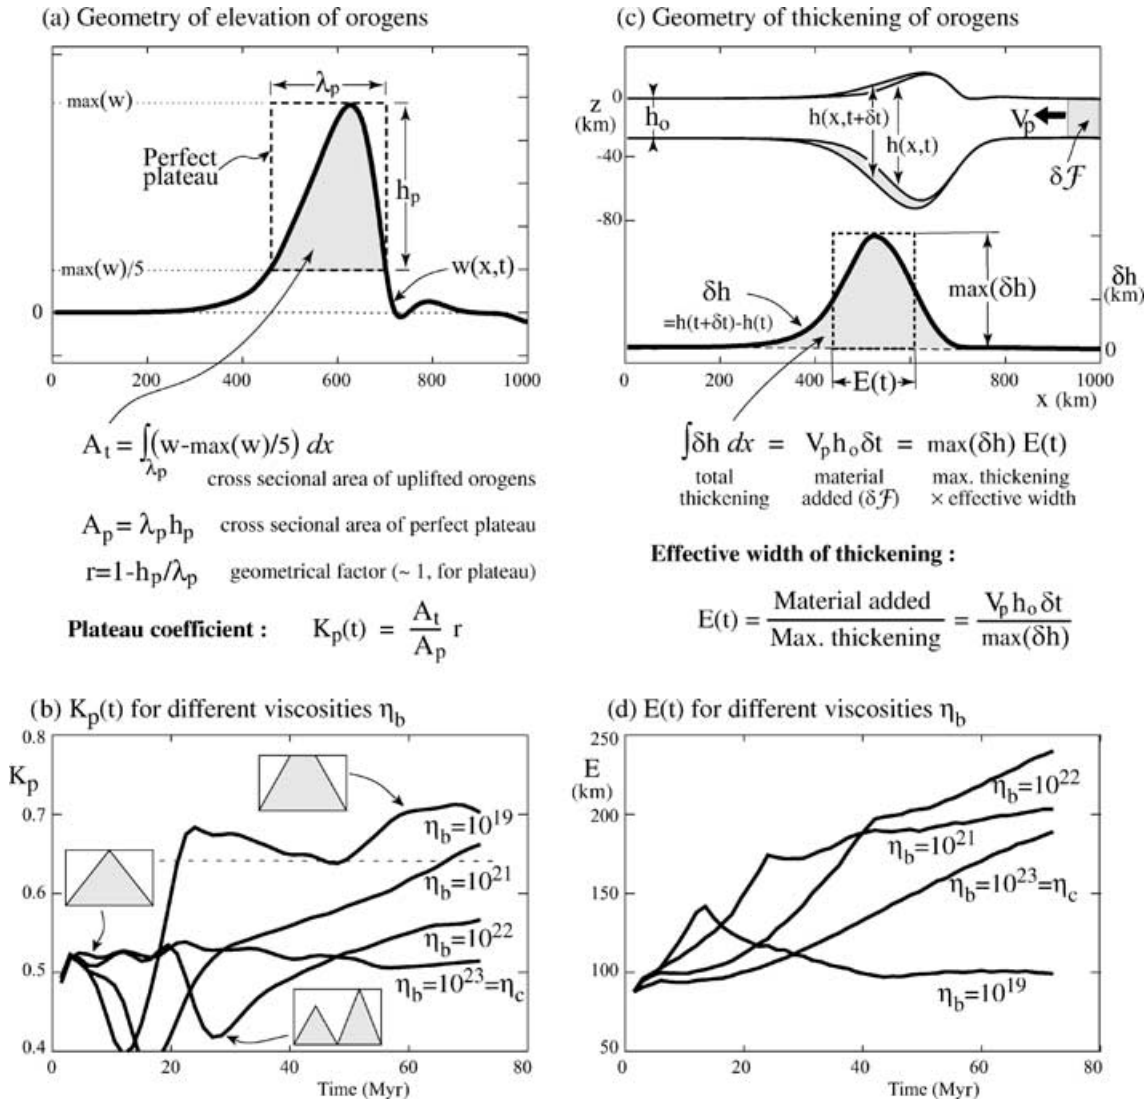 (a) Geometry of elevation of orogens
max(w)
λp
Perfect
plateau
hp
max(w)/5
w(x,t)
0
0 200 400 600 800 1000
At = ∫λp (w-max(w)/5) dx
cross secional area of uplifted orogens
Ap = λp hp cross secional area of perfect plateau
r=1-hp/λp geometrical factor (~ 1, for plateau)
Plateau coefficient : Kp(t) = At/Ap r
(c) Geometry of thickening of orogens
z
(km)
0
-40
-80
ho
h(x,t+δt)
h(x,t)
Vp
δF
δh
=h(t+δt)-h(t)
max(δh)
δh
(km)
0
E(t)
0 200 400 600 800 1000
x (km)
∫δh dx = Vp ho δt = max(δh) E(t)
total material max. thickening
thickening added (δF) × effective width
Effective width of thickening :
E(t) = Material added / Max. thickening = Vp ho δt / max(δh)
(b) Kp(t) for different viscosities ηb
Kp
0.8
0.7
0.6
0.5
0.4
ηb=10^19
ηb=10^21
ηb=10^22
ηb=10^23=ηc
0 20 40 60 80
Time (Myr)
(d) E(t) for different viscosities ηb
E
(km)
250
200
150
100
50
ηb=10^22
ηb=10^21
ηb=10^23=ηc
ηb=10^19
0 20 40 60 80
Time (Myr)